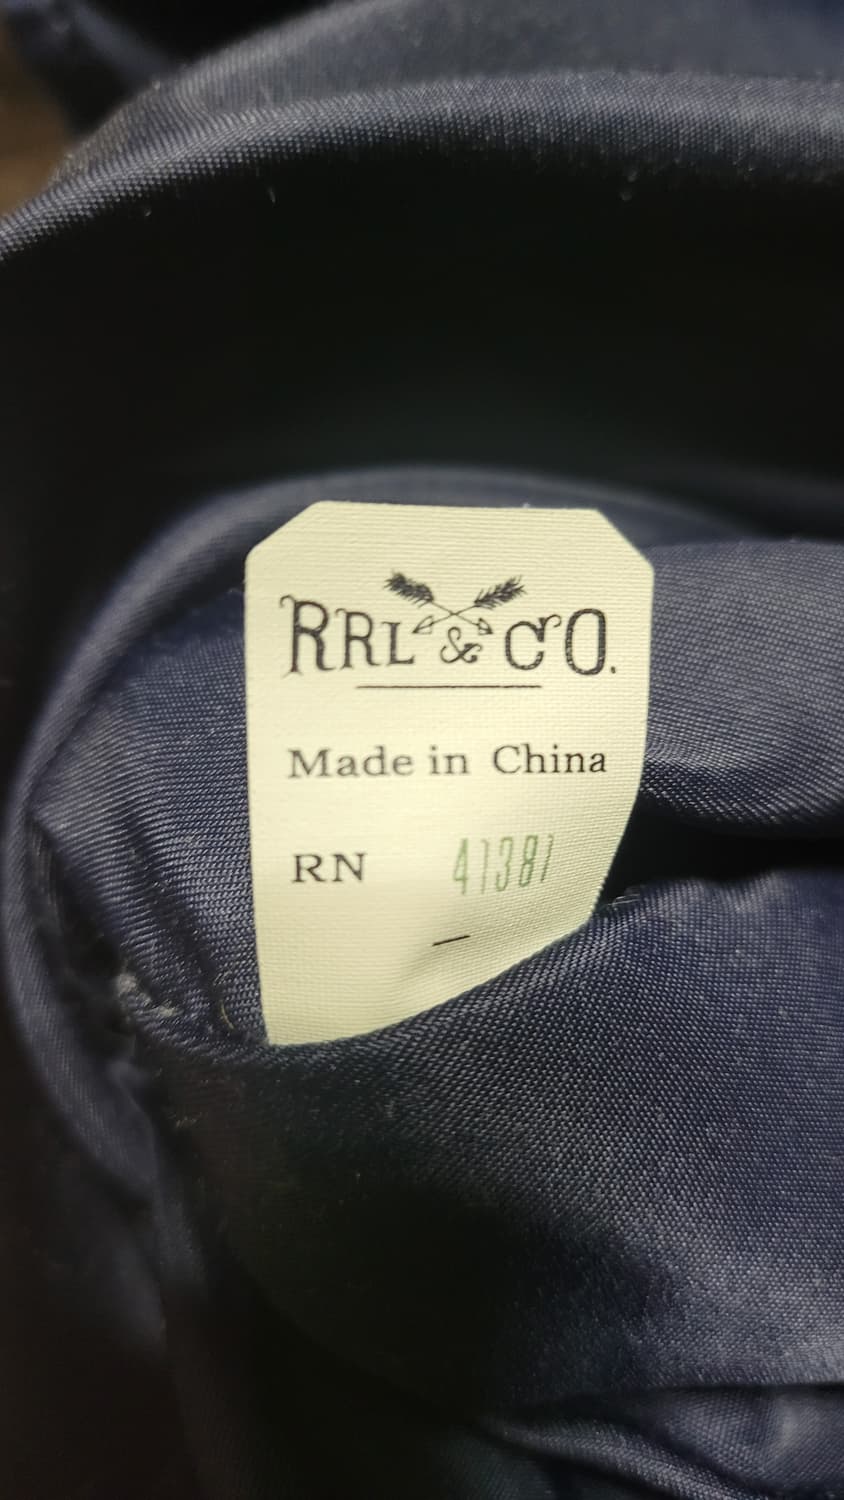 RRL & CO.
Made in China
RN 41381